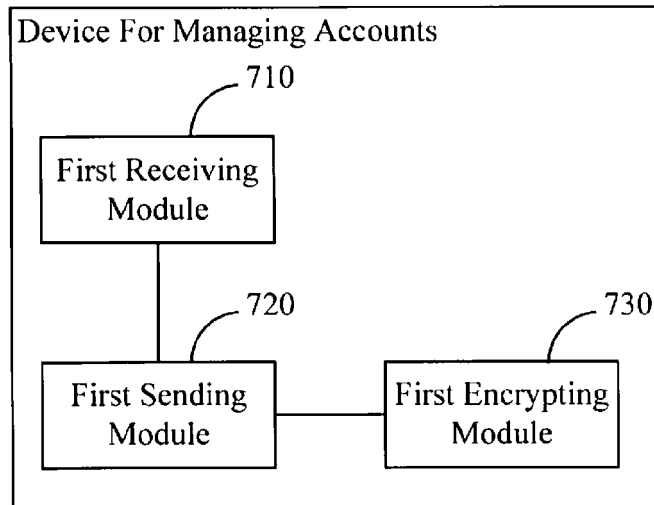 Device For Managing Accounts
710
First Receiving
Module
720
730
First Sending
Module
First Encrypting
Module